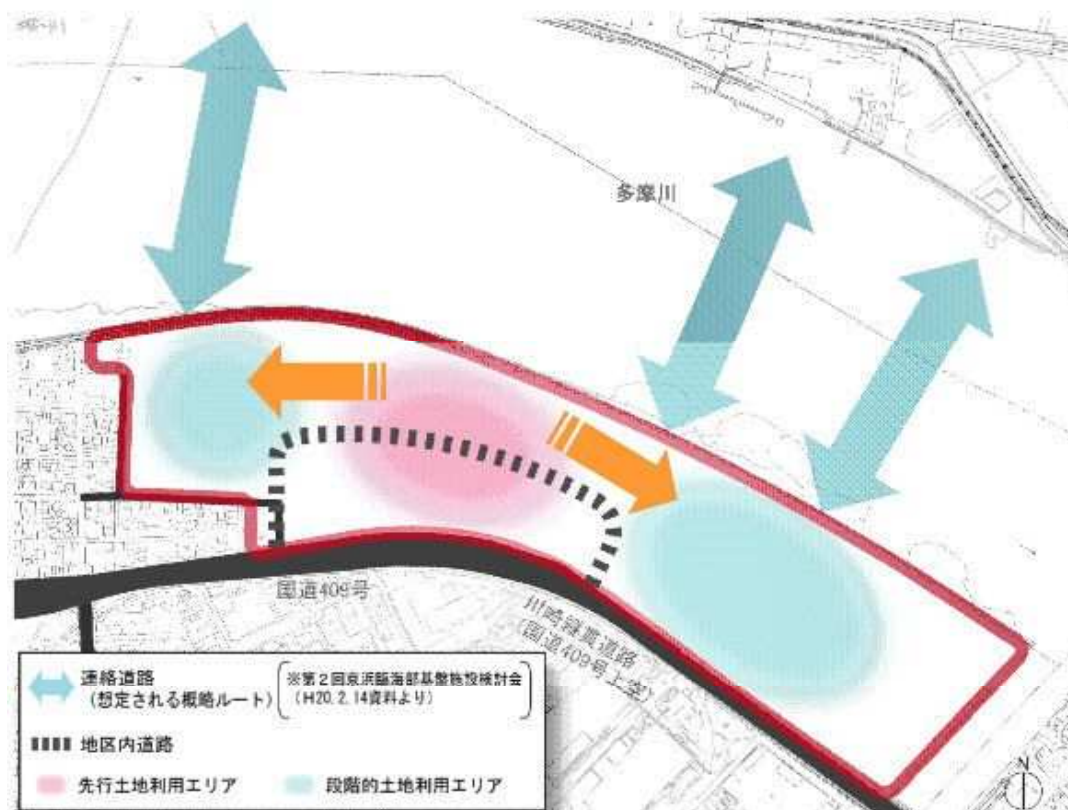 多摩川
国道409号
川崎縦貫道路
(国道409号上空)
連絡道路
(想定される概略ルート)
※第2回京浜臨海部基盤施設検討会
(H20.2.14資料より)
地区内道路
先行土地利用エリア
段階的土地利用エリア
N